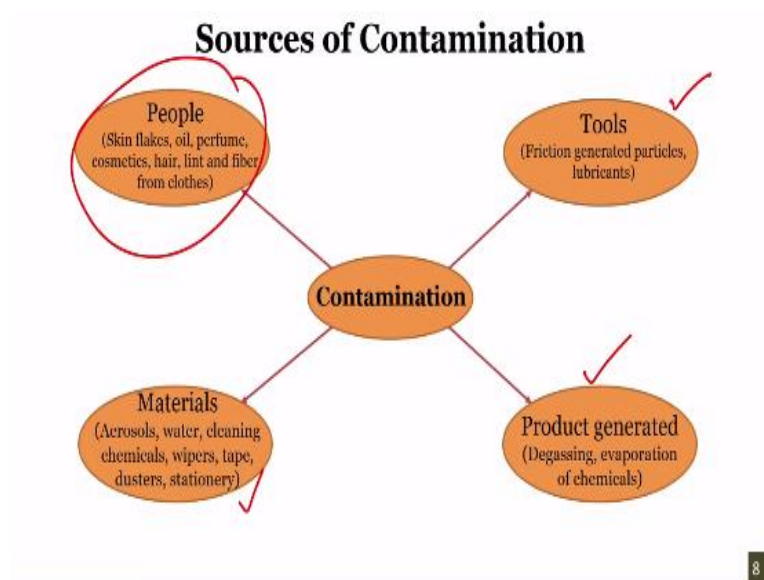 Sources of Contamination
People
(Skin flakes, oil, perfume,
cosmetics, hair, lint and fiber
from clothes)
Tools
(Friction generated particles,
lubricants)
Contamination
Materials
(Aerosols, water, cleaning
chemicals, wipers, tape,
dusters, stationery)
Product generated
(Degassing, evaporation
of chemicals)
8